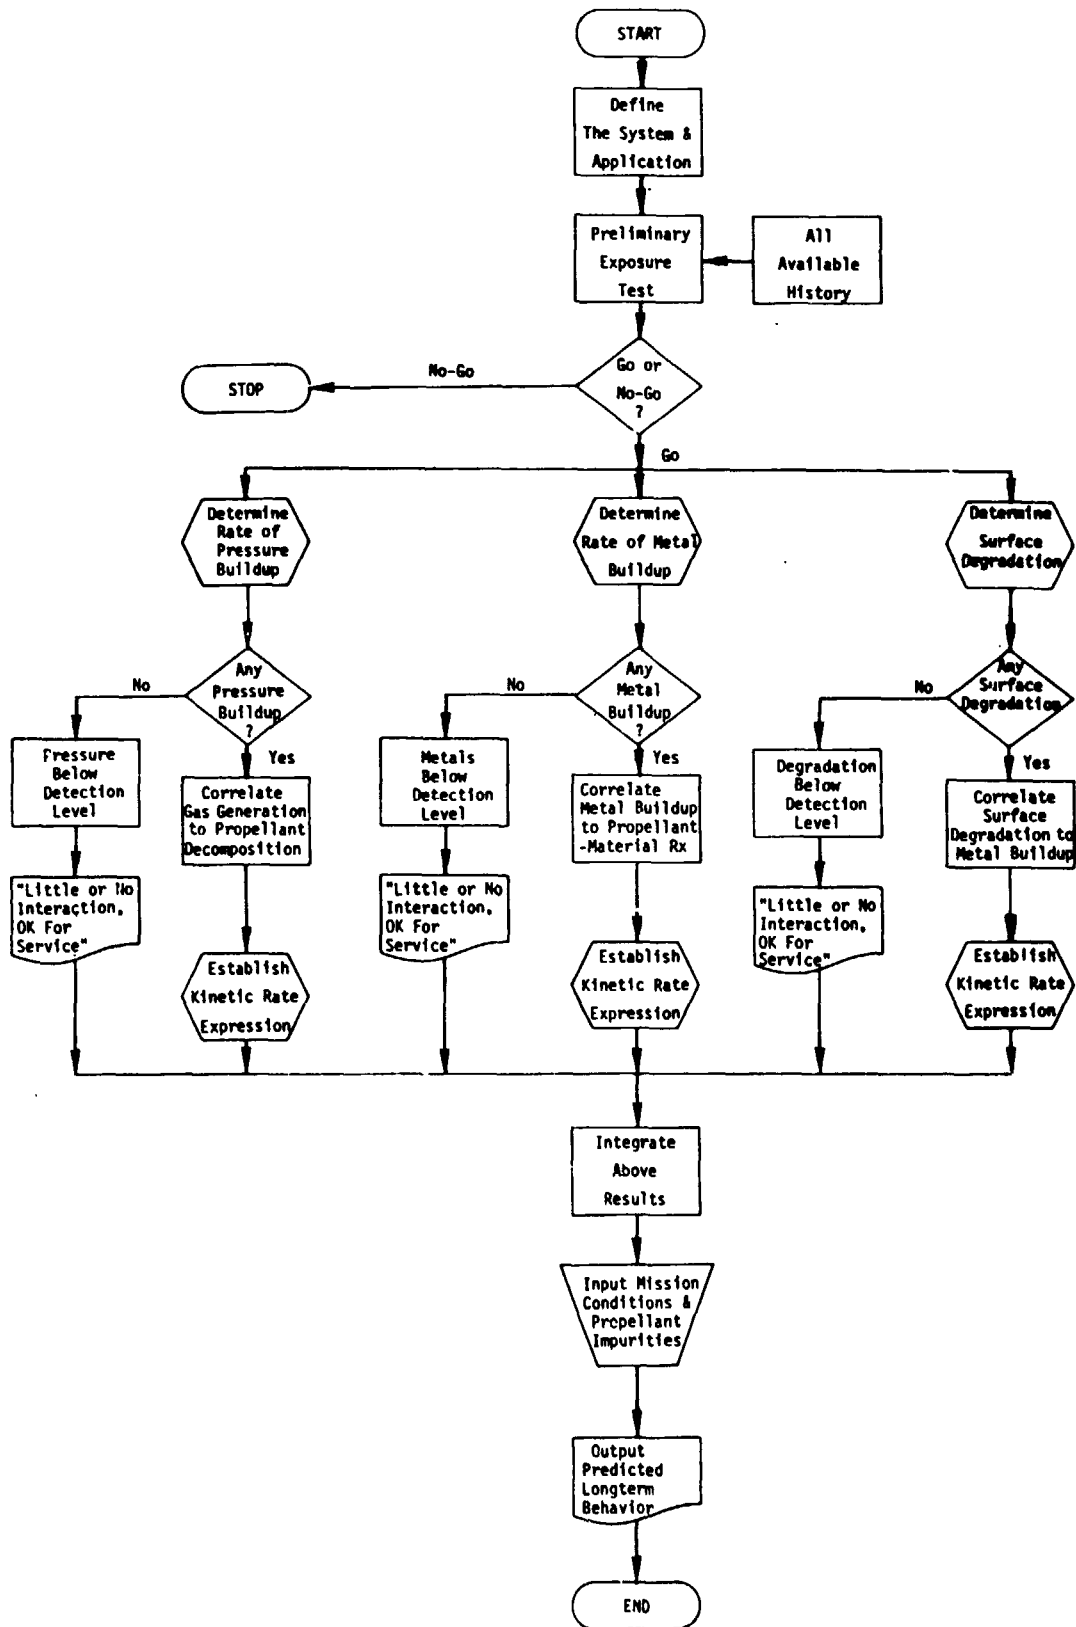 START
Define
The System &
Application
Preliminary
Exposure
Test
All
Available
History
Go or
No-Go
?
No-Go
STOP
Go
Determine
Rate of
Pressure
Buildup
Determine
Rate of Metal
Buildup
Determine
Surface
Degradation
Any
Pressure
Buildup
?
No
Yes
Any
Metal
Buildup
?
No
Yes
Any
Surface
Degradation
No
Yes
Pressure
Below
Detection
Level
Correlate
Gas Generation
to Propellant
Decomposition
Metals
Below
Detection
Level
Correlate
Metal Buildup
to Propellant
-Material Rx
Degradation
Below
Detection
Level
Correlate
Surface
Degradation to
Metal Buildup
"Little or No
Interaction,
OK For
Service"
Establish
Kinetic Rate
Expression
"Little or No
Interaction,
OK For
Service"
Establish
Kinetic Rate
Expression
"Little or No
Interaction,
OK For
Service"
Establish
Kinetic Rate
Expression
Integrate
Above
Results
Input Mission
Conditions &
Propellant
Impurities
Output
Predicted
Longterm
Behavior
END